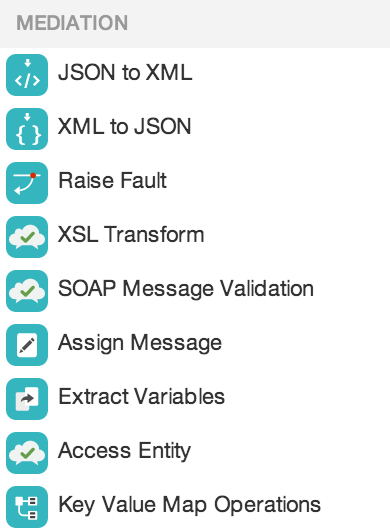 MEDIATION
JSON to XML
XML to JSON
Raise Fault
XSL Transform
SOAP Message Validation
Assign Message
Extract Variables
Access Entity
Key Value Map Operations